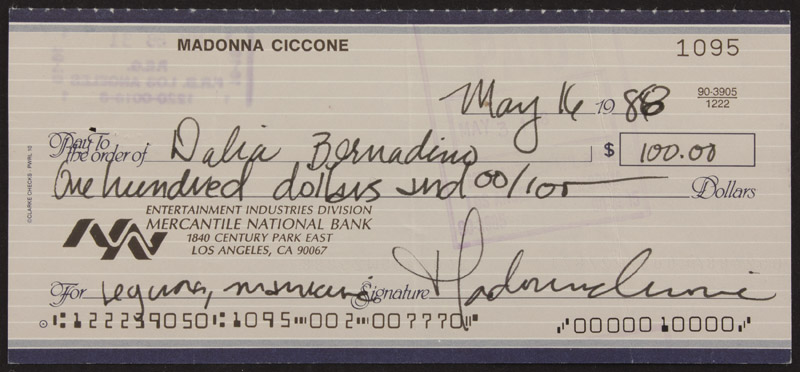 MADONNA CICCONE
1095
May 16 1988
90-3905
1222
Pay To the order of Dalia Bernadino $ 100.00
One hundred dollars and 00/100 Dollars
ENTERTAINMENT INDUSTRIES DIVISION
MERCANTILE NATIONAL BANK
1840 CENTURY PARK EAST
LOS ANGELES, CA 90067
For Signature Madonna Ciccone
⑆122239050⑆1095⑈002⑈007770⑈ ⑇0000010000⑇